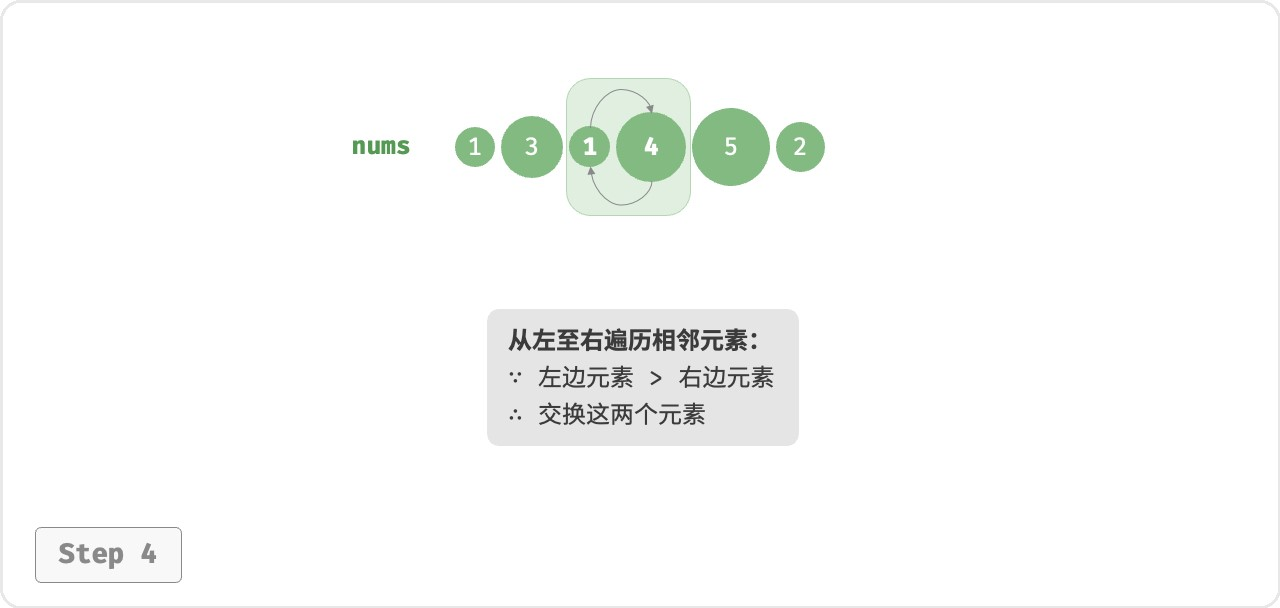 nums 1 3 1 4 5 2
从左至右遍历相邻元素：
∵ 左边元素 > 右边元素
∴ 交换这两个元素
Step 4